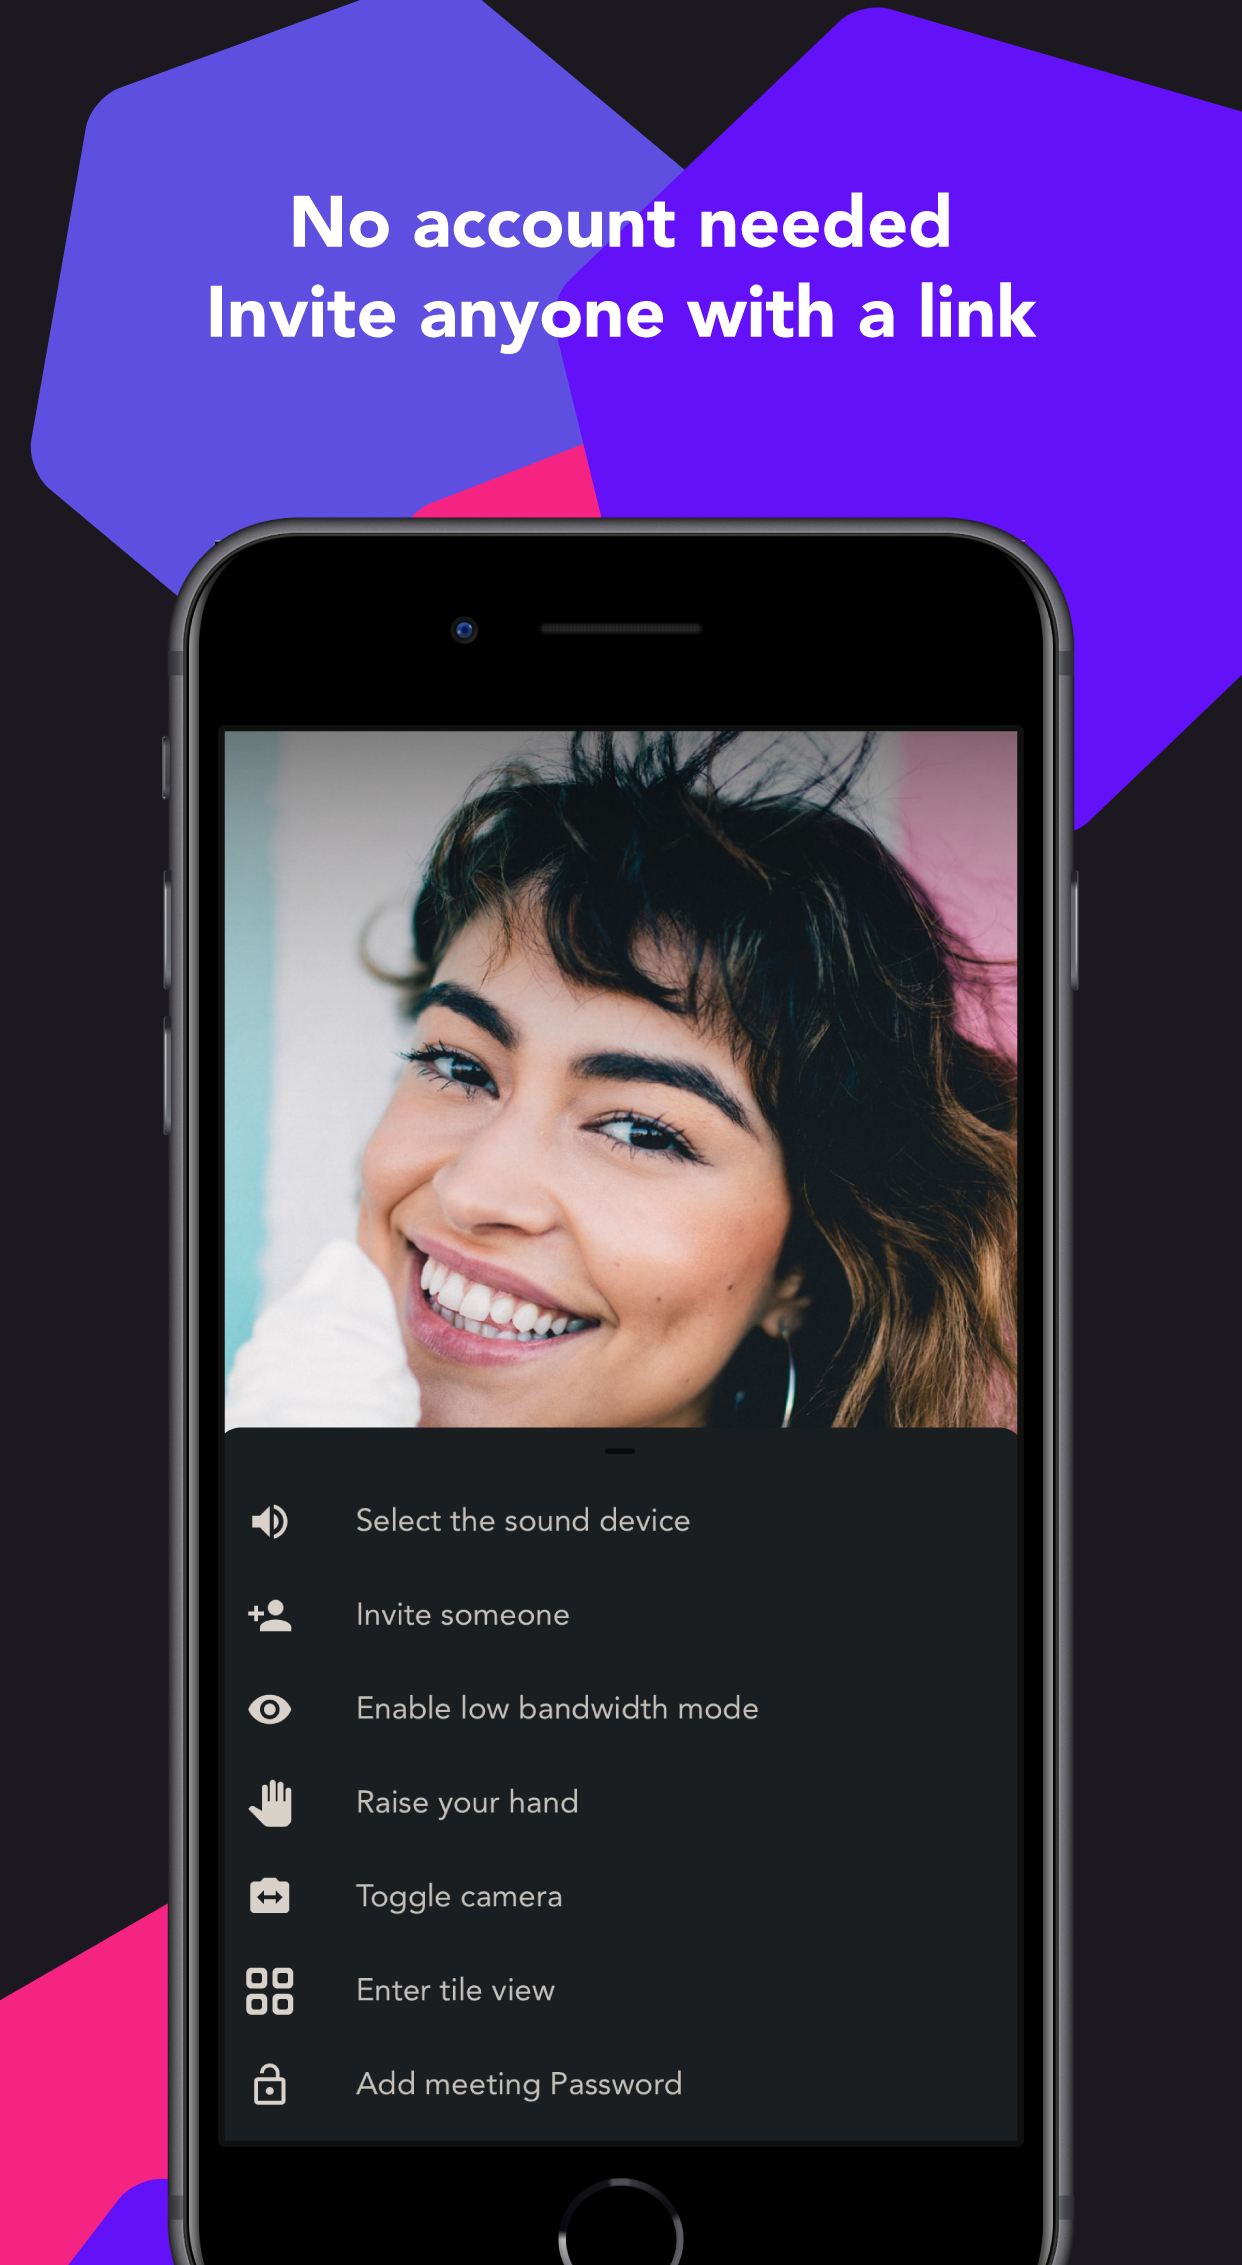 No account needed
Invite anyone with a link
Select the sound device
Invite someone
Enable low bandwidth mode
Raise your hand
Toggle camera
Enter tile view
Add meeting Password